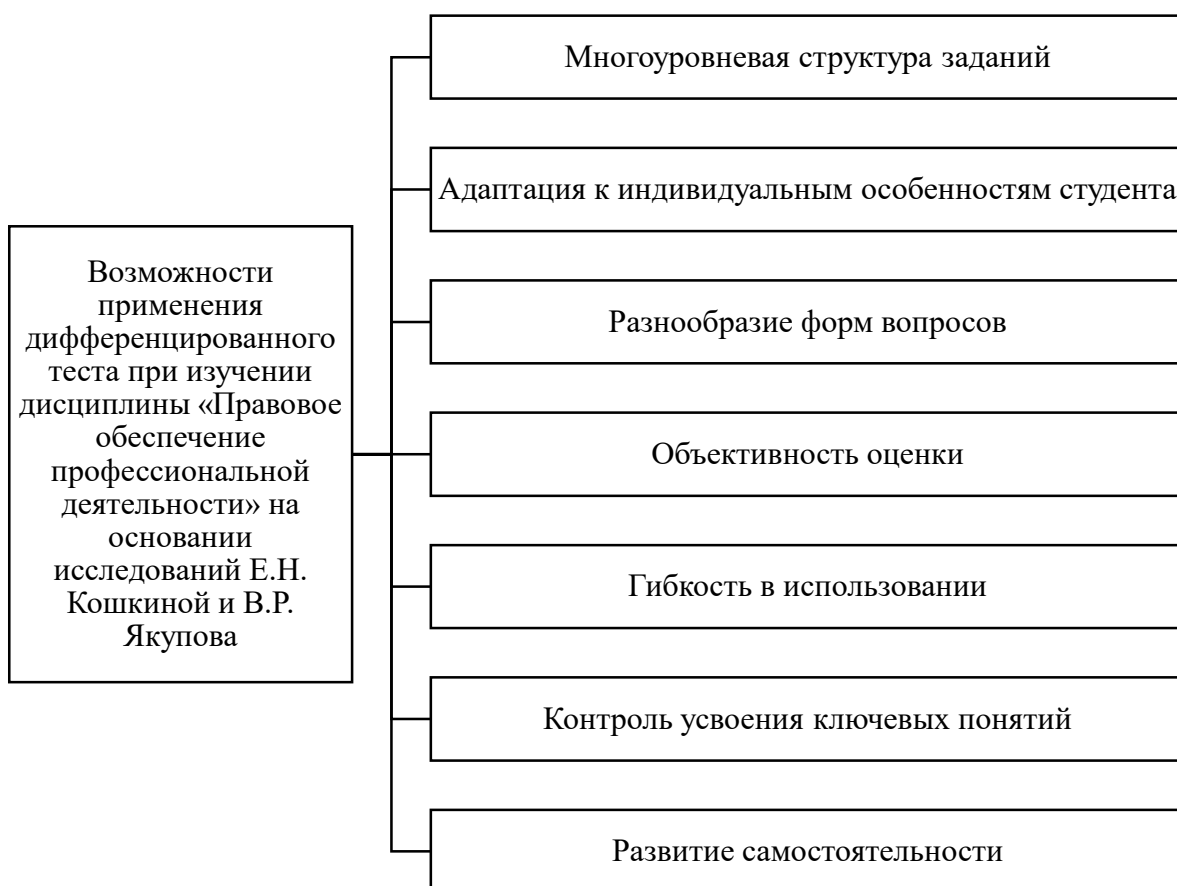 Возможности
применения
дифференцированного
теста при изучении
дисциплины «Правовое
обеспечение
профессиональной
деятельности» на
основании
исследований Е.Н.
Кошкиной и В.Р.
Якупова
Многоуровневая структура заданий
Адаптация к индивидуальным особенностям студента
Разнообразие форм вопросов
Объективность оценки
Гибкость в использовании
Контроль усвоения ключевых понятий
Развитие самостоятельности